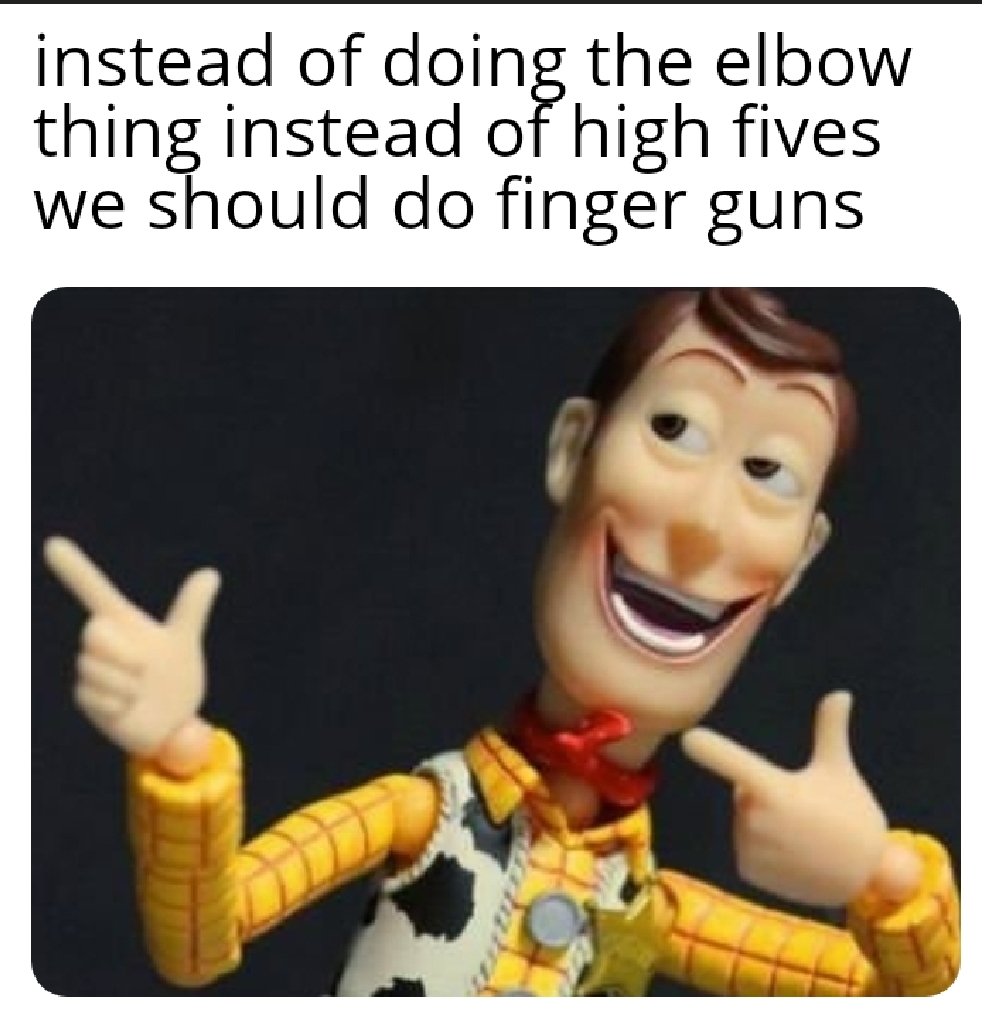 instead of doing the elbow
thing instead of high fives
we should do finger guns